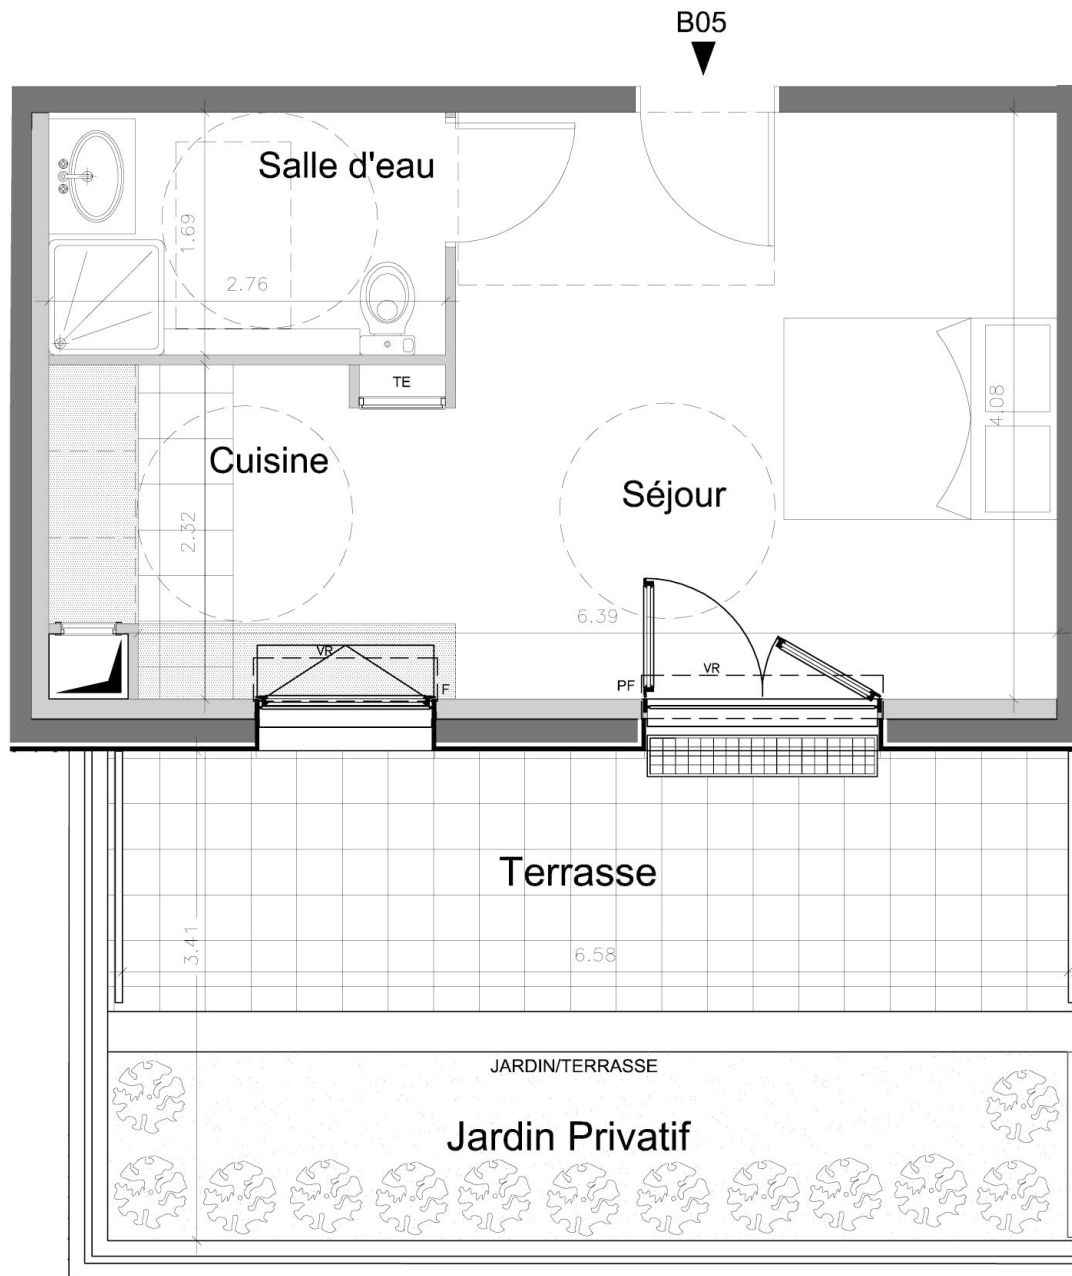 B05
Salle d'eau
1.69
2.76
TE
4.08
Cuisine
Séjour
2.32
6.39
VR
F
PF
VR
Terrasse
3.41
6.58
JARDIN/TERRASSE
Jardin Privatif